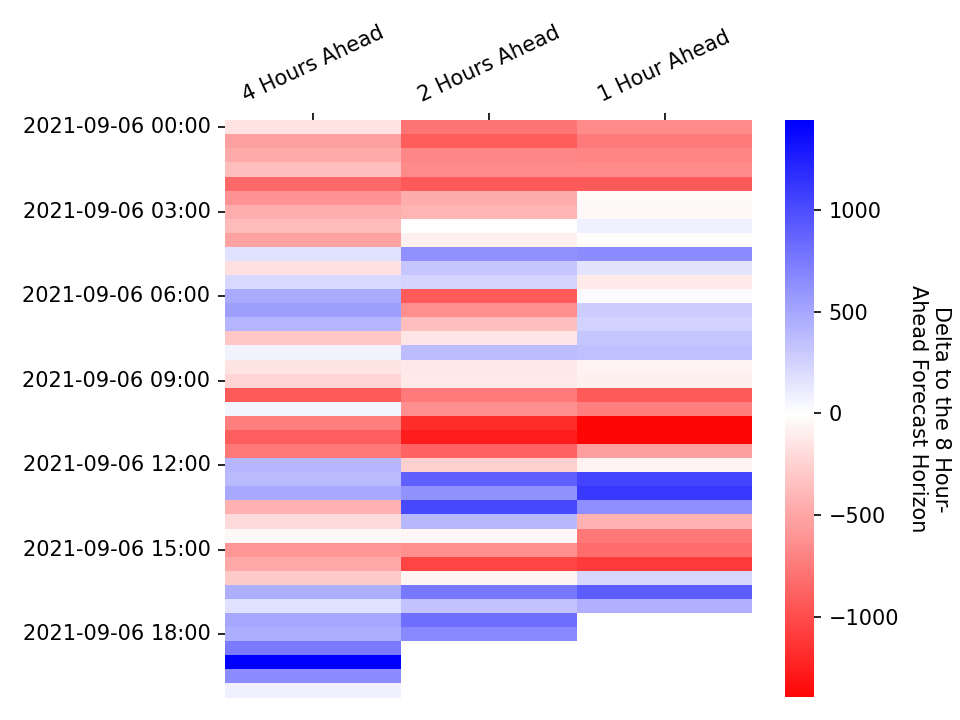 4 Hours Ahead
2 Hours Ahead
1 Hour Ahead
2021-09-06 00:00
2021-09-06 03:00
2021-09-06 06:00
2021-09-06 09:00
2021-09-06 12:00
2021-09-06 15:00
2021-09-06 18:00
1000
500
0
−500
−1000
Delta to the 8 Hour-
Ahead Forecast Horizon